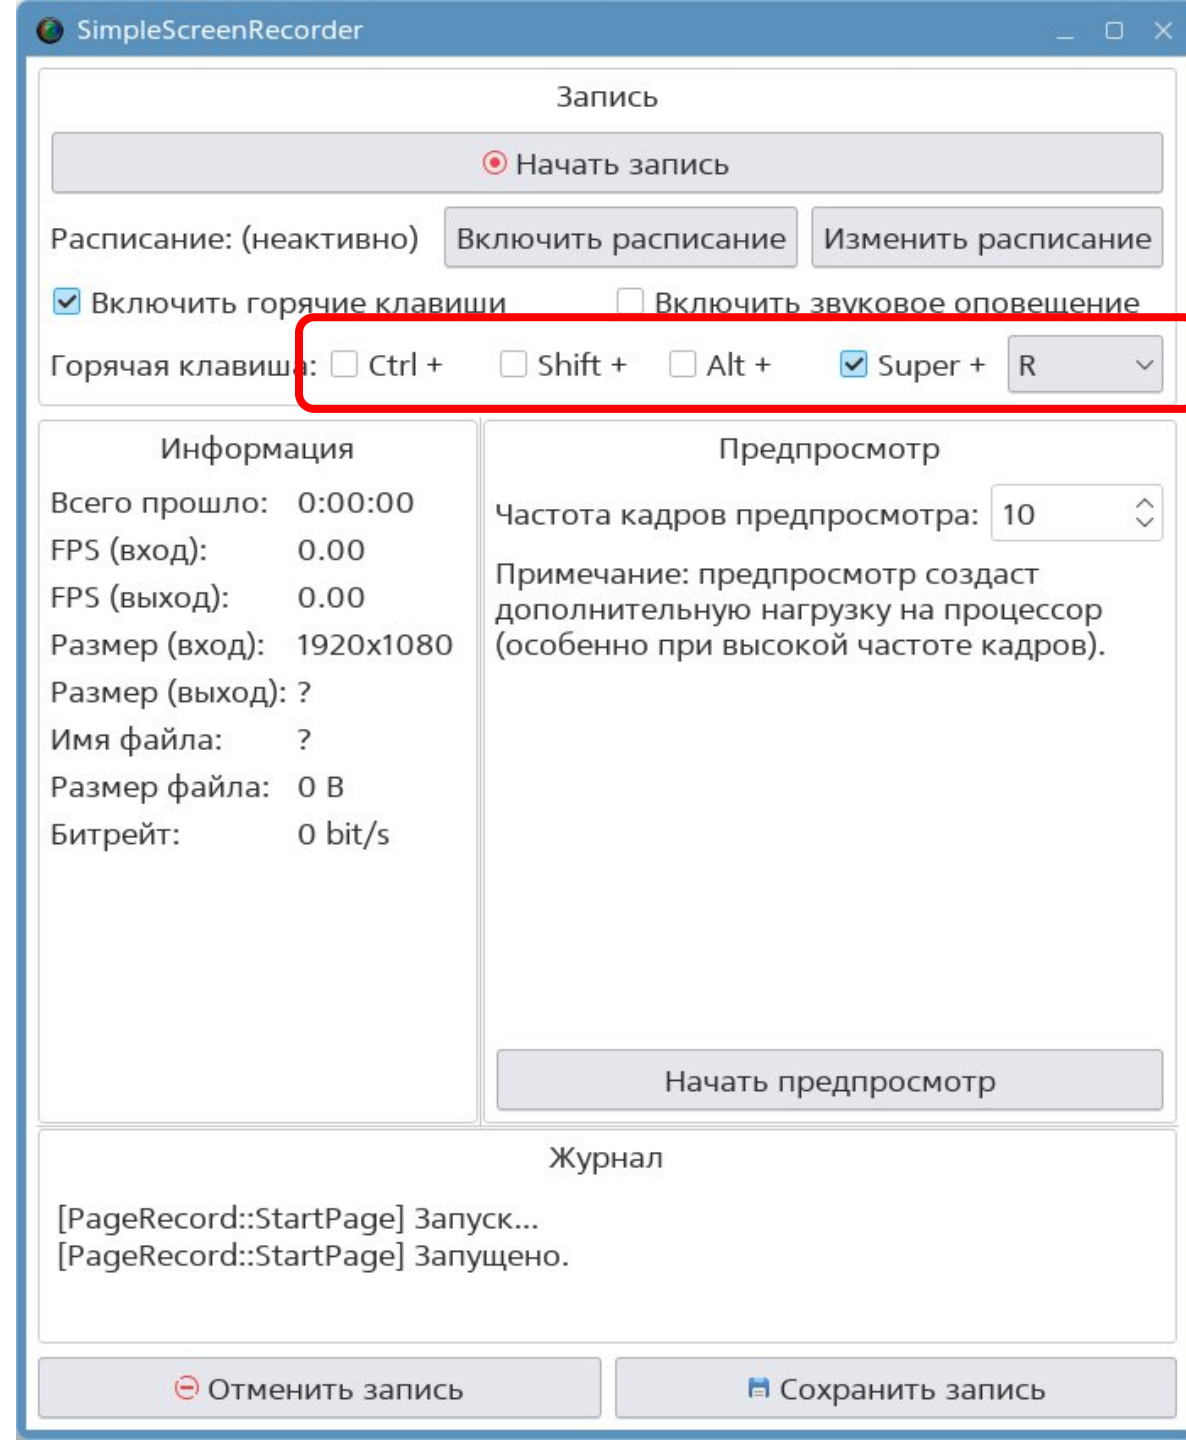 SimpleScreenRecorder
Запись
Начать запись
Расписание: (неактивно) Включить расписание Изменить расписание
Включить горячие клавиши Включить звуковое оповещение
Горячая клавиша: Ctrl + Shift + Alt + Super + R
Информация
Всего прошло: 0:00:00
FPS (вход): 0.00
FPS (выход): 0.00
Размер (вход): 1920x1080
Размер (выход): ?
Имя файла: ?
Размер файла: 0 B
Битрейт: 0 bit/s
Предпросмотр
Частота кадров предпросмотра: 10
Примечание: предпросмотр создаст
дополнительную нагрузку на процессор
(особенно при высокой частоте кадров).
Начать предпросмотр
Журнал
[PageRecord::StartPage] Запуск...
[PageRecord::StartPage] Запущено.
Отменить запись Сохранить запись